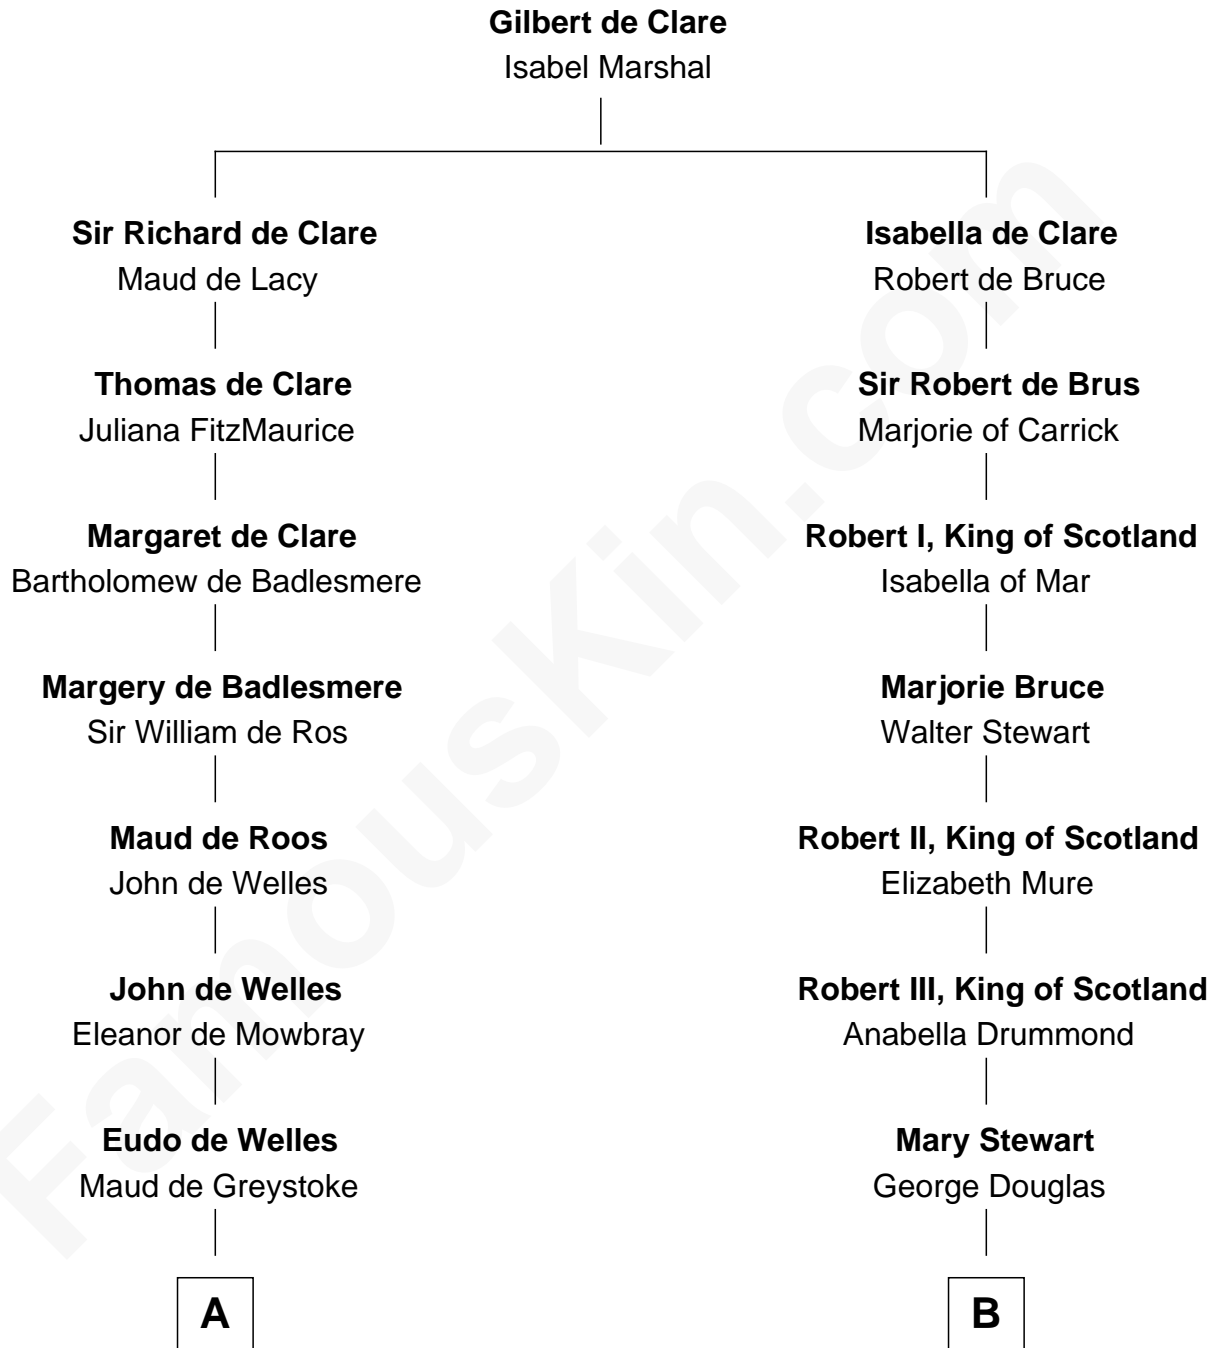 Gilbert de Clare
Isabel Marshal
Sir Richard de Clare
Maud de Lacy
Thomas de Clare
Juliana FitzMaurice
Margaret de Clare
Bartholomew de Badlesmere
Margery de Badlesmere
Sir William de Ros
Maud de Roos
John de Welles
John de Welles
Eleanor de Mowbray
Eudo de Welles
Maud de Greystoke
A
Isabella de Clare
Robert de Bruce
Sir Robert de Brus
Marjorie of Carrick
Robert I, King of Scotland
Isabella of Mar
Marjorie Bruce
Walter Stewart
Robert II, King of Scotland
Elizabeth Mure
Robert III, King of Scotland
Anabella Drummond
Mary Stewart
George Douglas
B
FamousKin.com